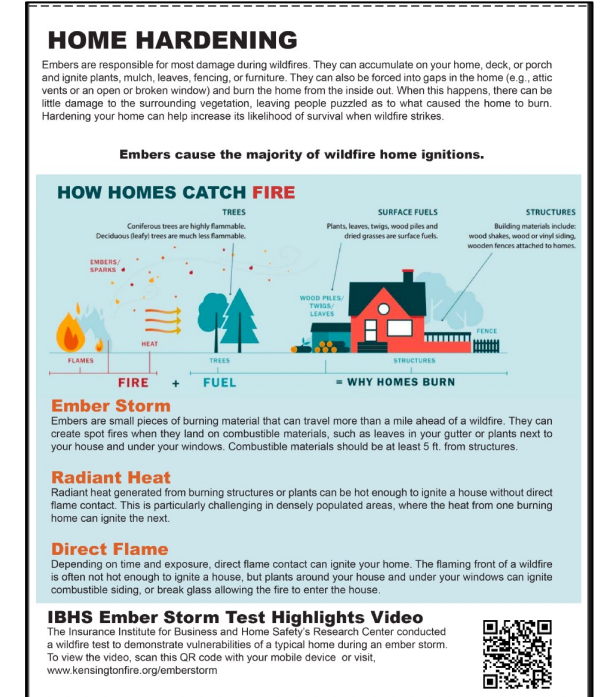 HOME HARDENING
Embers are responsible for most damage during wildfires. They can accumulate on your home, deck, or porch
and ignite plants, mulch, leaves, fencing, or furniture. They can also be forced into gaps in the home (e.g., attic
vents or an open or broken window) and burn the home from the inside out. When this happens, there can be
little damage to the surrounding vegetation, leaving people puzzled as to what caused the home to burn.
Hardening your home can help increase its likelihood of survival when wildfire strikes.
Embers cause the majority of wildfire home ignitions.
HOW HOMES CATCH FIRE
TREES
Coniferous trees are highly flammable.
Deciduous (leafy) trees are much less flammable.
SURFACE FUELS
Plants, leaves, twigs, wood piles and
dried grasses are surface fuels.
STRUCTURES
Building materials include:
wood shakes, wood or vinyl siding,
wooden fences attached to homes.
EMBERS/
SPARKS
WOOD PILES/
TWIGS/
LEAVES
FENCE
HEAT
FLAMES
TREES
STRUCTURES
FIRE + FUEL = WHY HOMES BURN
Ember Storm
Embers are small pieces of burning material that can travel more than a mile ahead of a wildfire. They can
create spot fires when they land on combustible materials, such as leaves in your gutter or plants next to
your house and under your windows. Combustible materials should be at least 5 ft. from structures.
Radiant Heat
Radiant heat generated from burning structures or plants can be hot enough to ignite a house without direct
flame contact. This is particularly challenging in densely populated areas, where the heat from one burning
home can ignite the next.
Direct Flame
Depending on time and exposure, direct flame contact can ignite your home. The flaming front of a wildfire
is often not hot enough to ignite a house, but plants around your house and under your windows can ignite
combustible siding, or break glass allowing the fire to enter the house.
IBHS Ember Storm Test Highlights Video
The Insurance Institute for Business and Home Safety's Research Center conducted
a wildfire test to demonstrate vulnerabilities of a typical home during an ember storm.
To view the video, scan this QR code with your mobile device or visit,
www.kensingtonfire.org/emberstorm